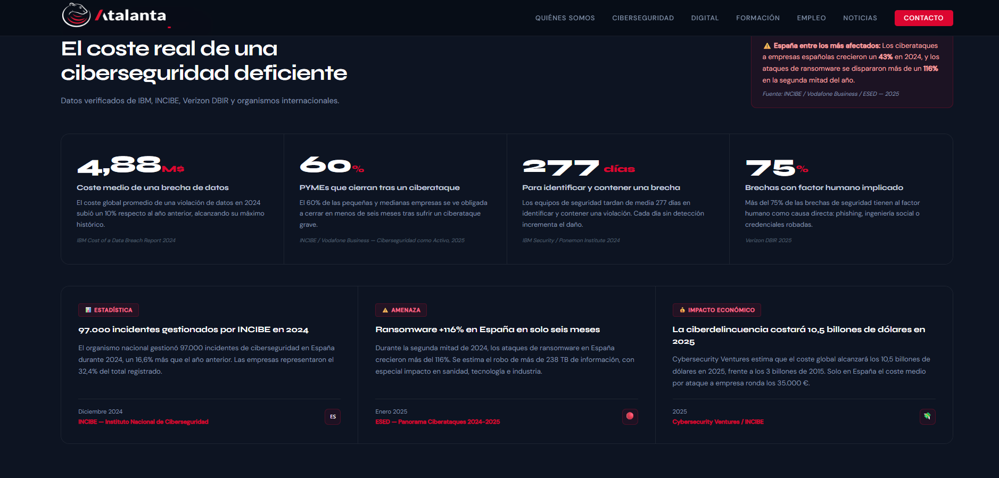 Atalanta
QUIÉNES SOMOS
CIBERSEGURIDAD
DIGITAL
FORMACIÓN
EMPLEO
NOTICIAS
CONTACTO
El coste real de una
ciberseguridad deficiente
Datos verificados de IBM, INCIBE, Verizon DBIR y organismos internacionales.
⚠️ España entre los más afectados: Los ciberataques
a empresas españolas crecieron un 43% en 2024, y los
ataques de ransomware se dispararon más de un 116%
en la segunda mitad del año.
Fuente: INCIBE / Vodafone Business / ESED — 2025
4,88M$
Coste medio de una brecha de datos
El coste global promedio de una violación de datos en 2024
subió un 10% respecto al año anterior, alcanzando su máximo
histórico.
IBM Cost of a Data Breach Report 2024
60%
PYMEs que cierran tras un ciberataque
El 60% de las pequeñas y medianas empresas se ve obligada
a cerrar en menos de seis meses tras sufrir un ciberataque
grave.
INCIBE / Vodafone Business — Ciberseguridad como Activo, 2025
277 días
Para identificar y contener una brecha
Los equipos de seguridad tardan de media 277 días en
identificar y contener una violación. Cada día sin detección
incrementa el daño.
IBM Security / Ponemon Institute 2024
75%
Brechas con factor humano implicado
Más del 75% de las brechas de seguridad tienen al factor
humano como causa directa: phishing, ingeniería social o
credenciales robadas.
Verizon DBIR 2025
📊 ESTADÍSTICA
97.000 incidentes gestionados por INCIBE en 2024
El organismo nacional gestionó 97.000 incidentes de ciberseguridad en España
durante 2024, un 16,6% más que el año anterior. Las empresas representaron el
32,4% del total registrado.
Diciembre 2024
INCIBE — Instituto Nacional de Ciberseguridad
ES
⚠️ AMENAZA
Ransomware +116% en España en solo seis meses
Durante la segunda mitad de 2024, los ataques de ransomware en España
crecieron más del 116%. Se estima el robo de más de 238 TB de información, con
especial impacto en sanidad, tecnología e industria.
Enero 2025
ESED — Panorama Ciberataques 2024-2025
💰 IMPACTO ECONÓMICO
La ciberdelincuencia costará 10,5 billones de dólares en
2025
Cybersecurity Ventures estima que el coste global alcanzará los 10,5 billones de
dólares en 2025, frente a los 3 billones de 2015. Solo en España el coste medio
por ataque a empresa ronda los 35.000 €.
2025
Cybersecurity Ventures / INCIBE